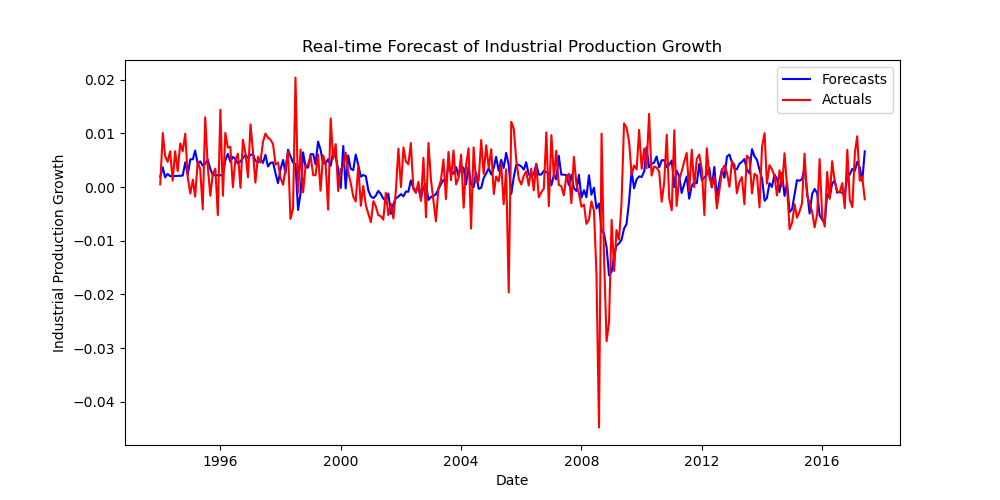 Real-time Forecast of Industrial Production Growth
Forecasts
Actuals
Industrial Production Growth
0.02
0.01
0.00
−0.01
−0.02
−0.03
−0.04
1996
2000
2004
2008
2012
2016
Date